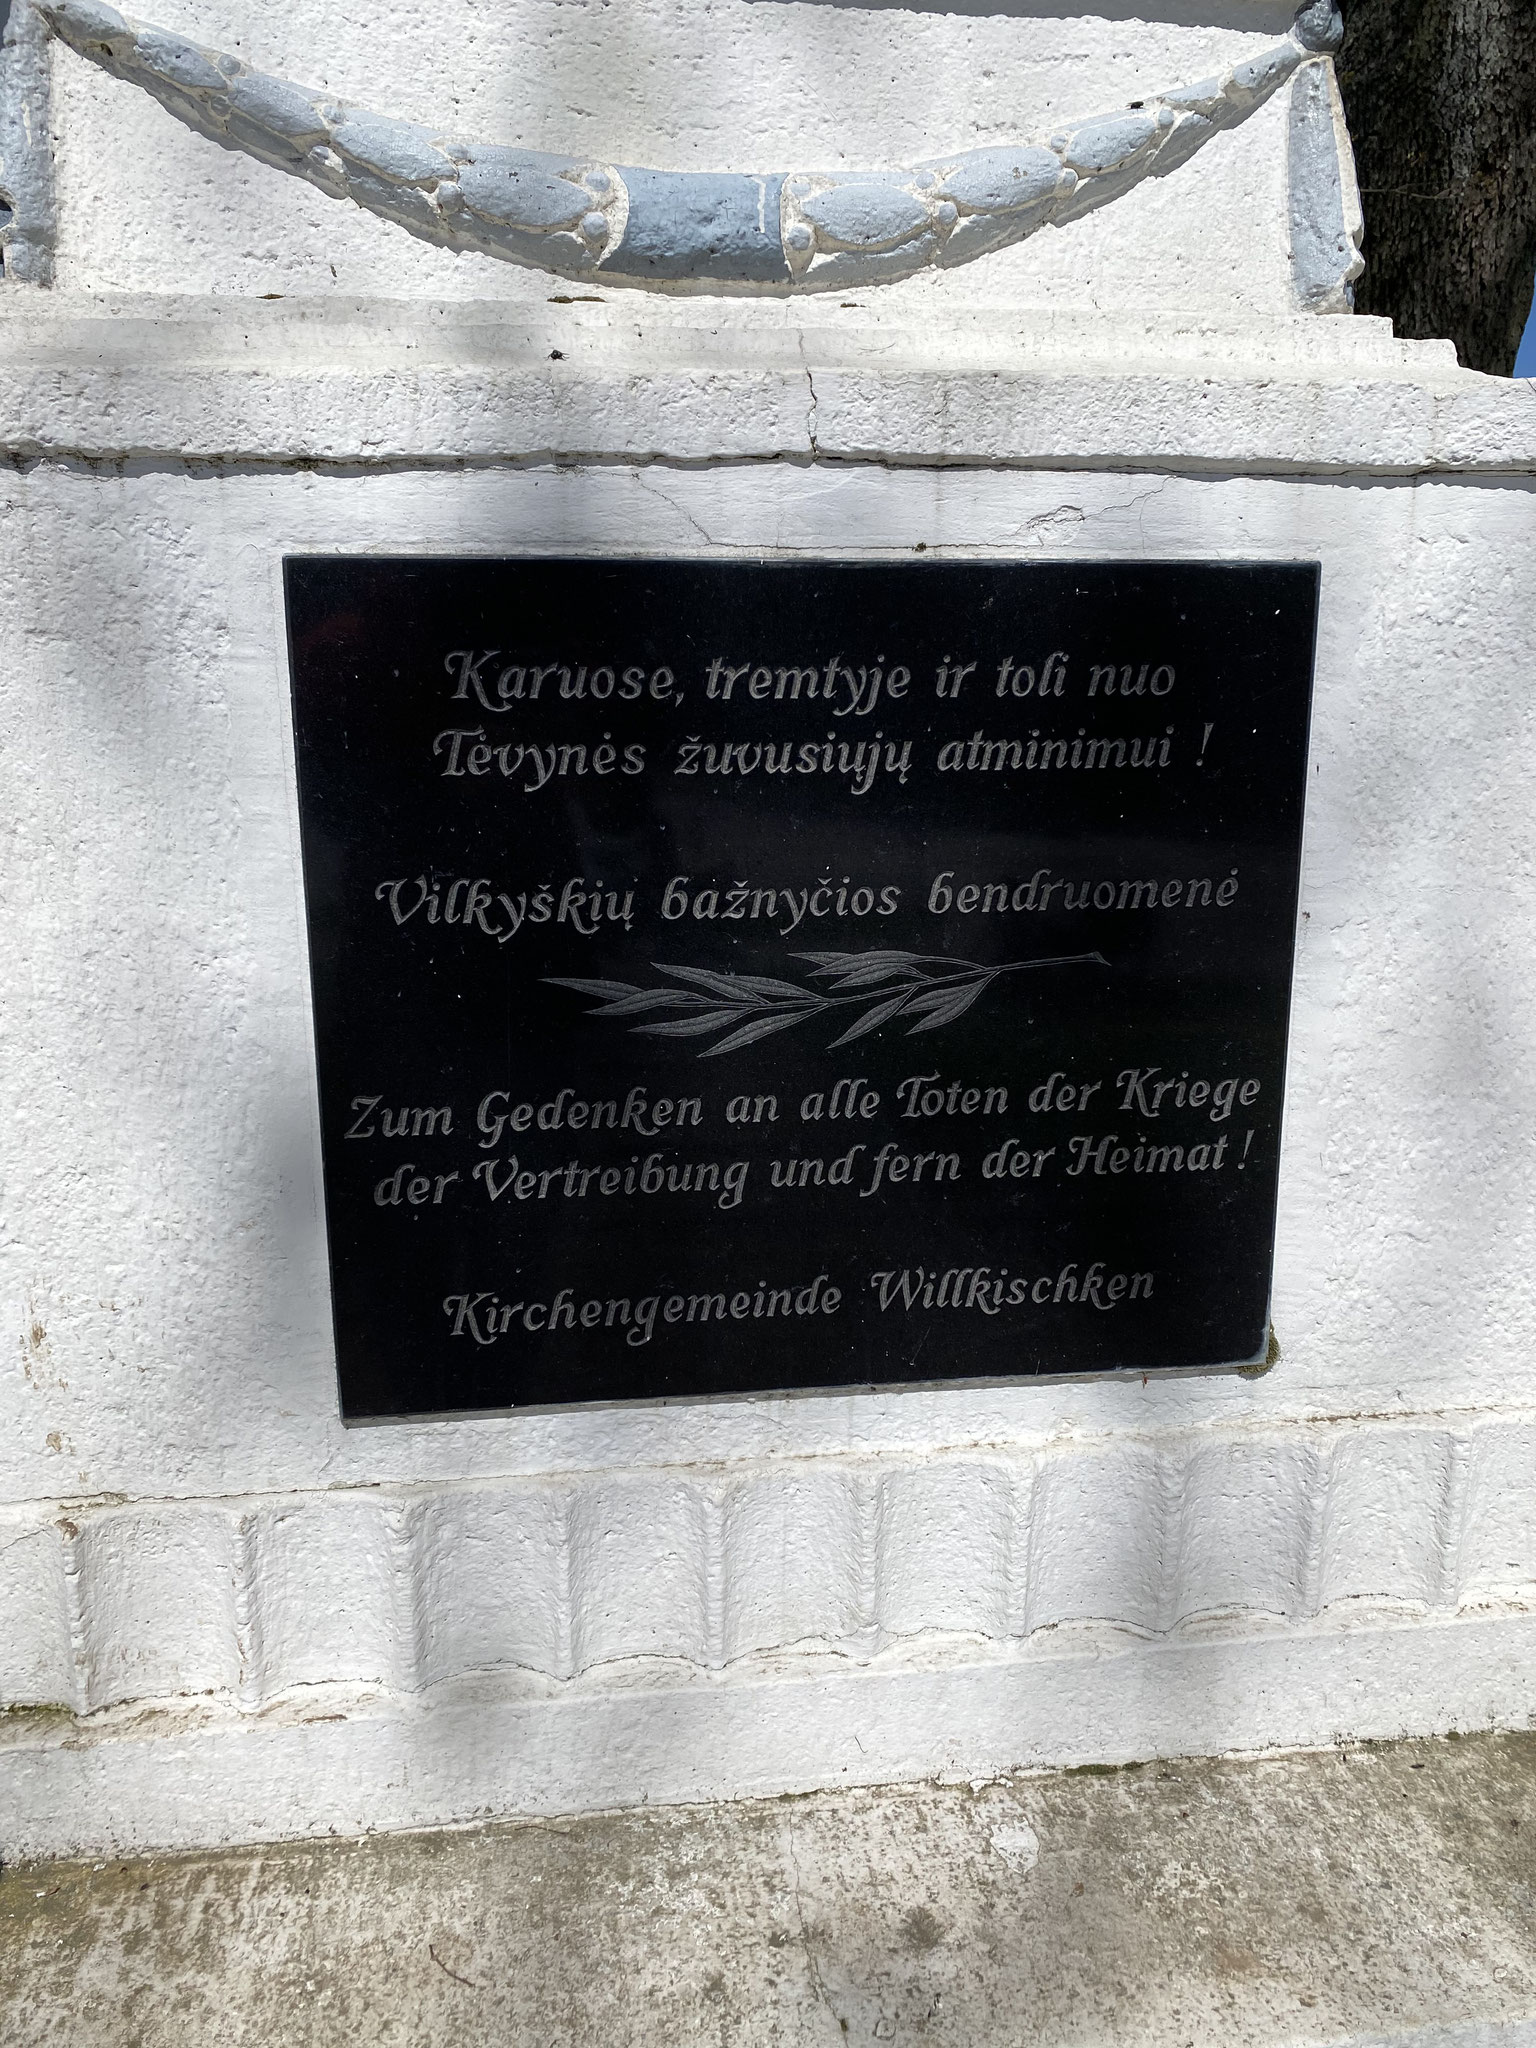 Karuose, tremtyje ir toli nuo
Tėvynės žuvusiųjų atminimui !
Vilkyškių bažnyčios bendruomenė
Zum Gedenken an alle Toten der Kriege
der Vertreibung und fern der Heimat !
Kirchengemeinde Willkischken